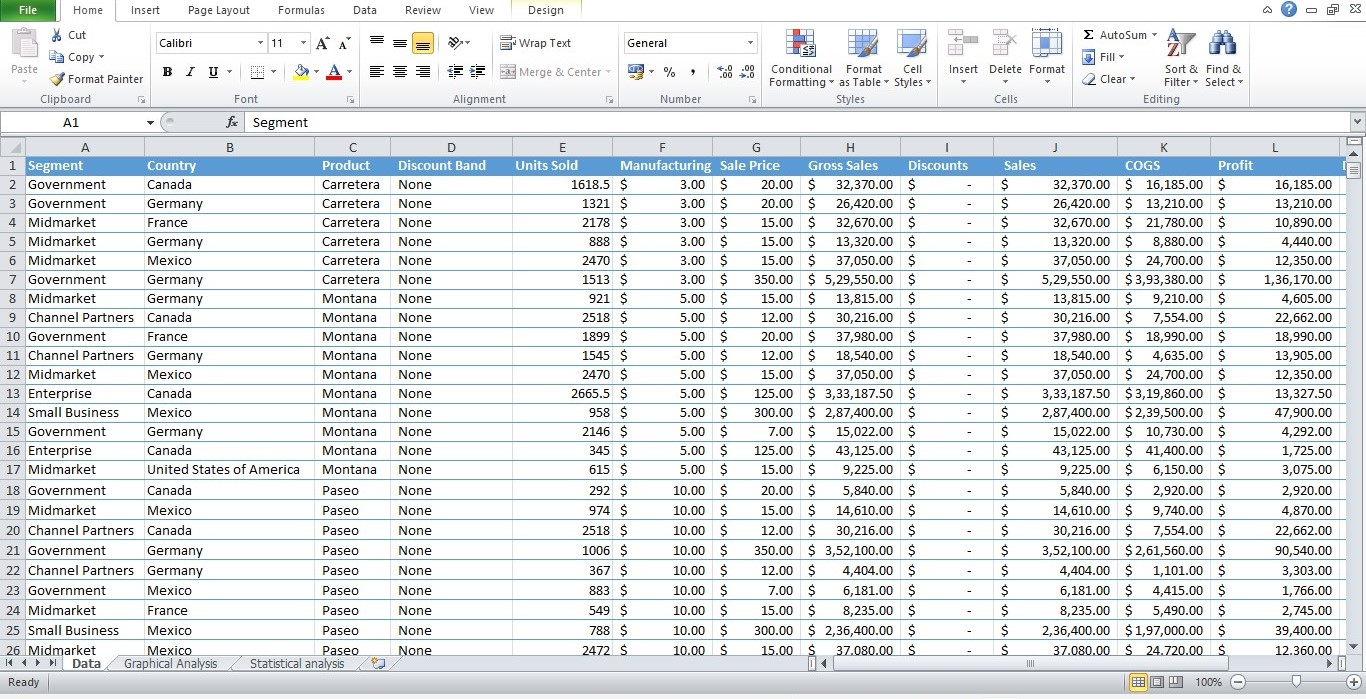 File Home Insert Page Layout Formulas Data Review View Design
Cut
Copy
Format Painter
Paste
Clipboard
Calibri 11 A A
B I U A
Font
Wrap Text
Merge & Center
Alignment
General
% , .00
Number
Conditional Formatting
Format as Table
Cell Styles
Styles
Insert Delete Format
Cells
Σ AutoSum
Fill
Clear
Sort & Filter
Find & Select
Editing
A1 fx Segment
A B C D E F G H I J K L
1 Segment Country Product Discount Band Units Sold Manufacturing Sale Price Gross Sales Discounts Sales COGS Profit
2 Government Canada Carretera None 1618.5 $ 3.00 $ 20.00 $ 32,370.00 $ - $ 32,370.00 $ 16,185.00 $ 16,185.00
3 Government Germany Carretera None 1321 $ 3.00 $ 20.00 $ 26,420.00 $ - $ 26,420.00 $ 13,210.00 $ 13,210.00
4 Midmarket France Carretera None 2178 $ 3.00 $ 15.00 $ 32,670.00 $ - $ 32,670.00 $ 21,780.00 $ 10,890.00
5 Midmarket Germany Carretera None 888 $ 3.00 $ 15.00 $ 13,320.00 $ - $ 13,320.00 $ 8,880.00 $ 4,440.00
6 Midmarket Mexico Carretera None 2470 $ 3.00 $ 15.00 $ 37,050.00 $ - $ 37,050.00 $ 24,700.00 $ 12,350.00
7 Government Germany Carretera None 1513 $ 3.00 $ 350.00 $ 5,29,550.00 $ - $ 5,29,550.00 $ 3,93,380.00 $ 1,36,170.00
8 Midmarket Germany Montana None 921 $ 5.00 $ 15.00 $ 13,815.00 $ - $ 13,815.00 $ 9,210.00 $ 4,605.00
9 Channel Partners Canada Montana None 2518 $ 5.00 $ 12.00 $ 30,216.00 $ - $ 30,216.00 $ 7,554.00 $ 22,662.00
10 Government France Montana None 1899 $ 5.00 $ 20.00 $ 37,980.00 $ - $ 37,980.00 $ 18,990.00 $ 18,990.00
11 Channel Partners Germany Montana None 1545 $ 5.00 $ 12.00 $ 18,540.00 $ - $ 18,540.00 $ 4,635.00 $ 13,905.00
12 Midmarket Mexico Montana None 2470 $ 5.00 $ 15.00 $ 37,050.00 $ - $ 37,050.00 $ 24,700.00 $ 12,350.00
13 Enterprise Canada Montana None 2665.5 $ 5.00 $ 125.00 $ 3,33,187.50 $ - $ 3,33,187.50 $ 3,19,860.00 $ 13,327.50
14 Small Business Mexico Montana None 958 $ 5.00 $ 300.00 $ 2,87,400.00 $ - $ 2,87,400.00 $ 2,39,500.00 $ 47,900.00
15 Government Germany Montana None 2146 $ 5.00 $ 7.00 $ 15,022.00 $ - $ 15,022.00 $ 10,730.00 $ 4,292.00
16 Enterprise Canada Montana None 345 $ 5.00 $ 125.00 $ 43,125.00 $ - $ 43,125.00 $ 41,400.00 $ 1,725.00
17 Midmarket United States of America Montana None 615 $ 5.00 $ 15.00 $ 9,225.00 $ - $ 9,225.00 $ 6,150.00 $ 3,075.00
18 Government Canada Paseo None 292 $ 10.00 $ 20.00 $ 5,840.00 $ - $ 5,840.00 $ 2,920.00 $ 2,920.00
19 Midmarket Mexico Paseo None 974 $ 10.00 $ 15.00 $ 14,610.00 $ - $ 14,610.00 $ 9,740.00 $ 4,870.00
20 Channel Partners Canada Paseo None 2518 $ 10.00 $ 12.00 $ 30,216.00 $ - $ 30,216.00 $ 7,554.00 $ 22,662.00
21 Government Germany Paseo None 1006 $ 10.00 $ 350.00 $ 3,52,100.00 $ - $ 3,52,100.00 $ 2,61,560.00 $ 90,540.00
22 Channel Partners Germany Paseo None 367 $ 10.00 $ 12.00 $ 4,404.00 $ - $ 4,404.00 $ 1,101.00 $ 3,303.00
23 Government Mexico Paseo None 883 $ 10.00 $ 7.00 $ 6,181.00 $ - $ 6,181.00 $ 4,415.00 $ 1,766.00
24 Midmarket France Paseo None 549 $ 10.00 $ 15.00 $ 8,235.00 $ - $ 8,235.00 $ 5,490.00 $ 2,745.00
25 Small Business Mexico Paseo None 788 $ 10.00 $ 300.00 $ 2,36,400.00 $ - $ 2,36,400.00 $ 1,97,000.00 $ 39,400.00
26 Midmarket Mexico Paseo None 2472 $ 10.00 $ 15.00 $ 37,080.00 $ - $ 37,080.00 $ 24,720.00 $ 12,360.00
Data Graphical Analysis Statistical analysis
Ready 100%